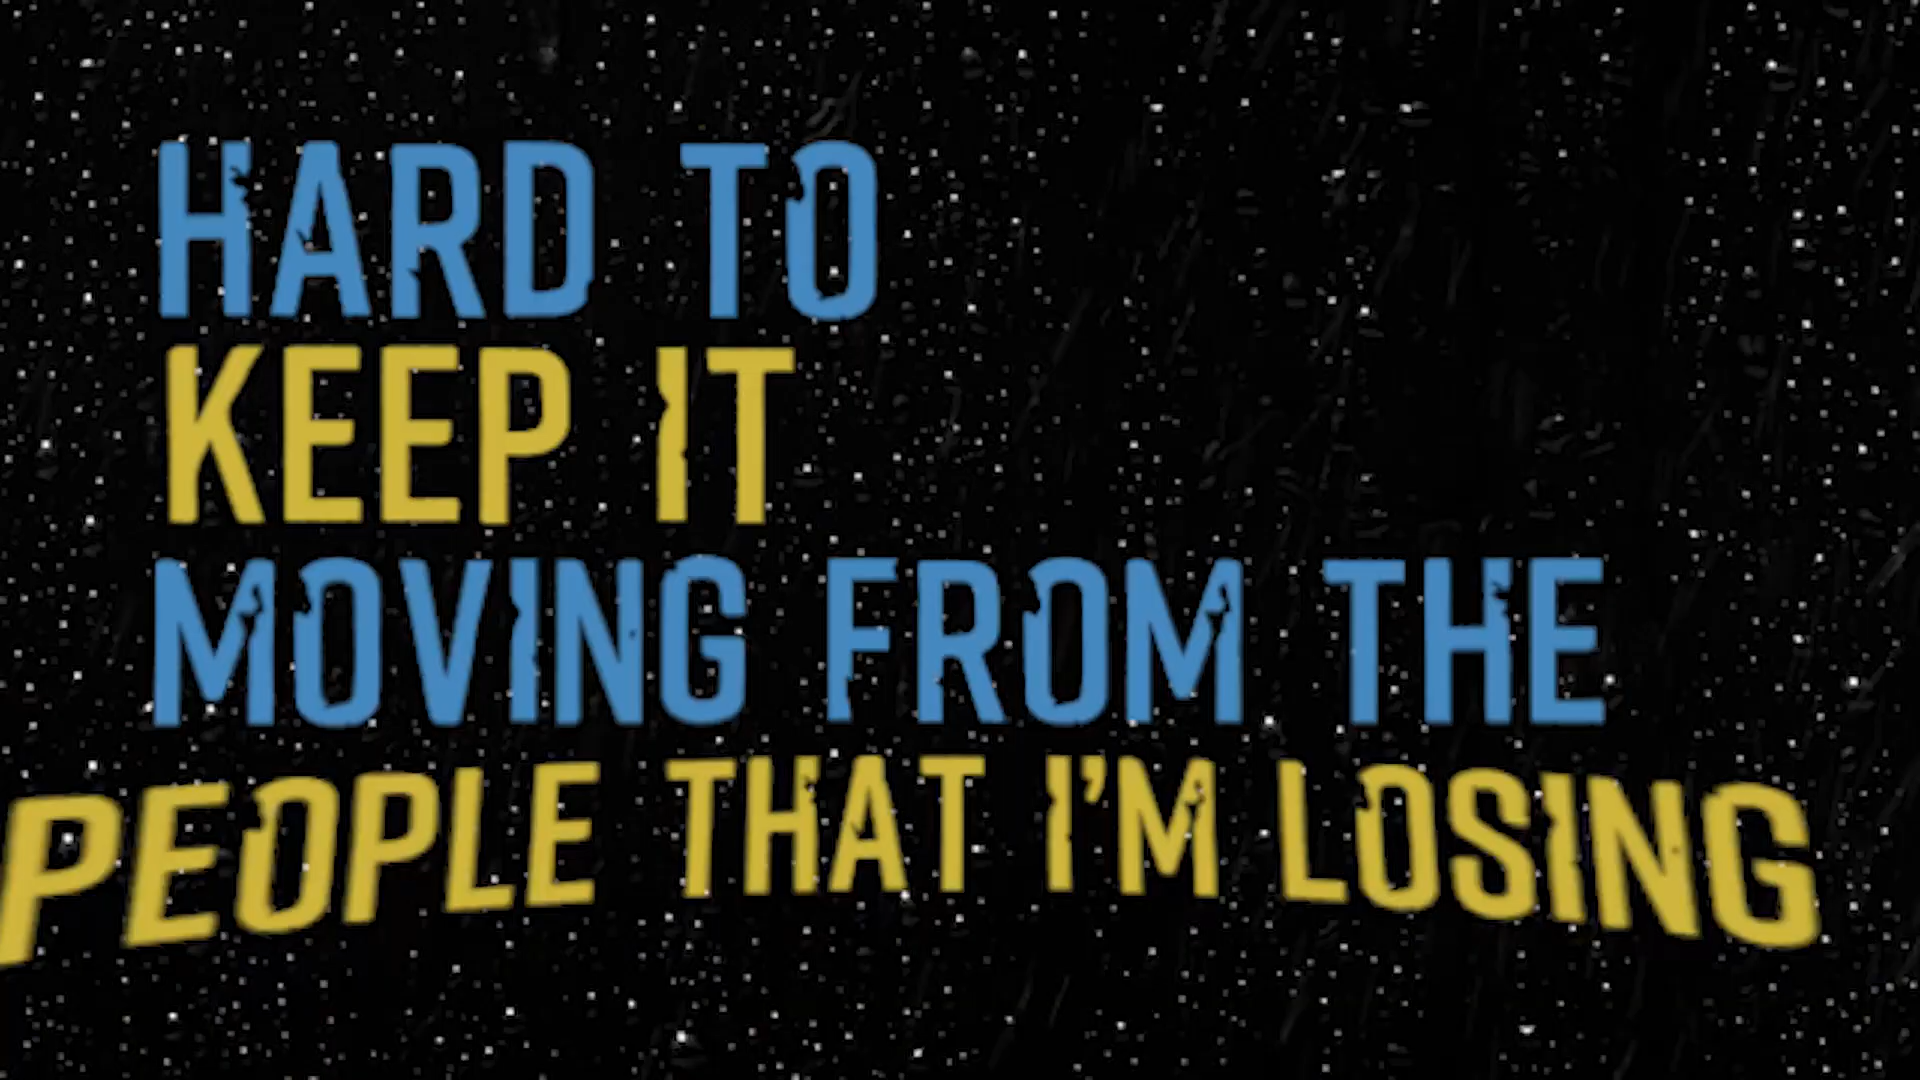 HARD TO
KEEP IT
MOVING FROM THE
PEOPLE THAT I'M LOSING